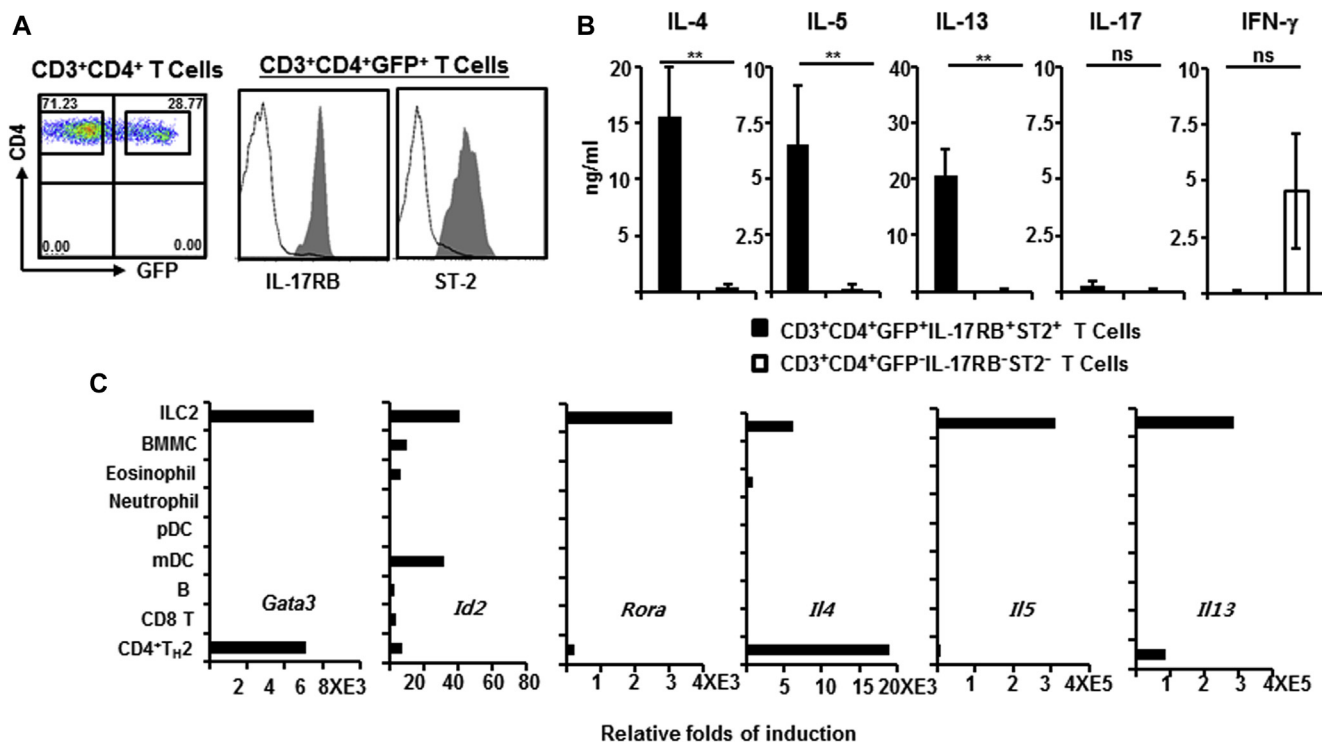 A
CD3⁺CD4⁺ T Cells
CD3⁺CD4⁺GFP⁺ T Cells
71.23
28.77
0.00
0.00
CD4
GFP
IL-17RB
ST-2
B
IL-4
IL-5
IL-13
IL-17
IFN-γ
**
**
**
ns
ns
ng/ml
20
15
10
5
10
7.5
5
2.5
40
30
20
10
10
7.5
5
2.5
10
7.5
5
2.5
CD3⁺CD4⁺GFP⁺IL-17RB⁺ST2⁺ T Cells
CD3⁺CD4⁺GFP⁻IL-17RB⁻ST2⁻ T Cells
C
ILC2
BMMC
Eosinophil
Neutrophil
pDC
mDC
B
CD8 T
CD4⁺TH2
Gata3
Id2
Rora
Il4
Il5
Il13
2 4 6 8XE3
20 40 60 80
1 2 3 4XE5
5 10 15 20XE3
1 2 3 4XE5
1 2 3 4XE5
Relative folds of induction